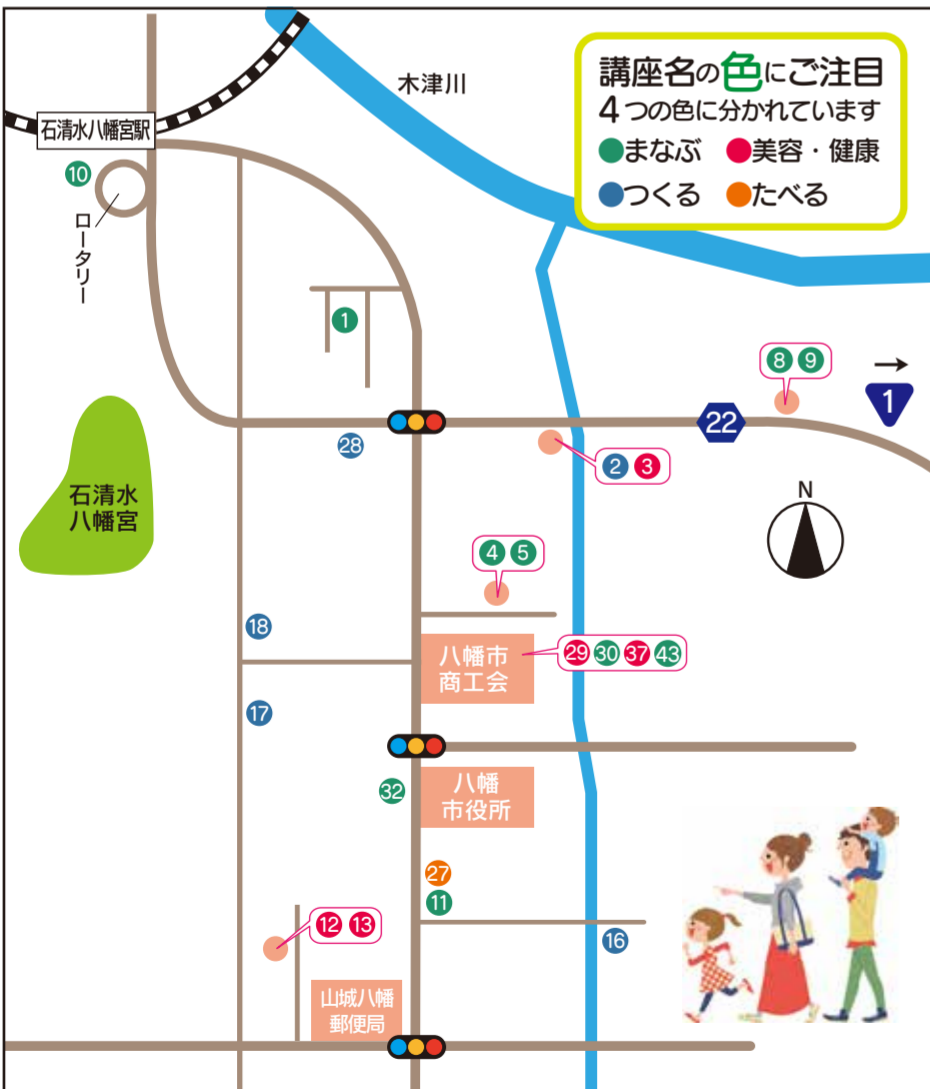 講座名の色にご注目
4つの色に分かれています
まなぶ 美容・健康
つくる たべる
木津川
石清水八幡宮駅
10
ロータリー
1
8 9
1
22
28
2 3
石清水
八幡宮
N
4 5
18
八幡市
商工会
29 30 37 43
17
32
八幡
市役所
27
11
12 13
16
山城八幡
郵便局